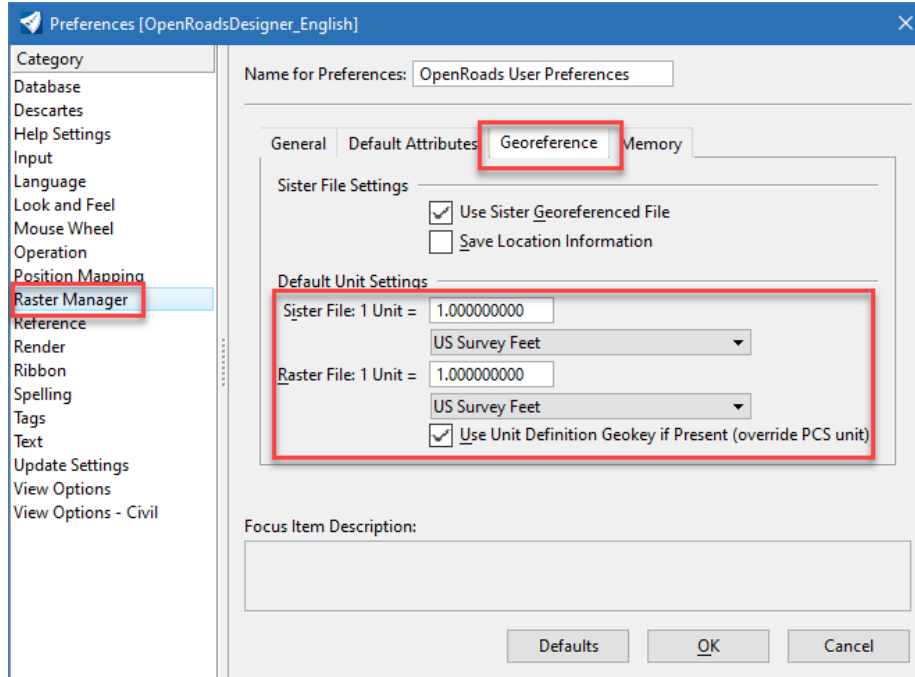 Preferences [OpenRoadsDesigner_English]
Category
Database
Descartes
Help Settings
Input
Language
Look and Feel
Mouse Wheel
Operation
Position Mapping
Raster Manager
Reference
Render
Ribbon
Spelling
Tags
Text
Update Settings
View Options
View Options - Civil
Name for Preferences: OpenRoads User Preferences
General Default Attributes Georeference Memory
Sister File Settings
Use Sister Georeferenced File
Save Location Information
Default Unit Settings
Sister File: 1 Unit = 1.000000000
US Survey Feet
Raster File: 1 Unit = 1.000000000
US Survey Feet
Use Unit Definition Geokey if Present (override PCS unit)
Focus Item Description:
Defaults OK Cancel